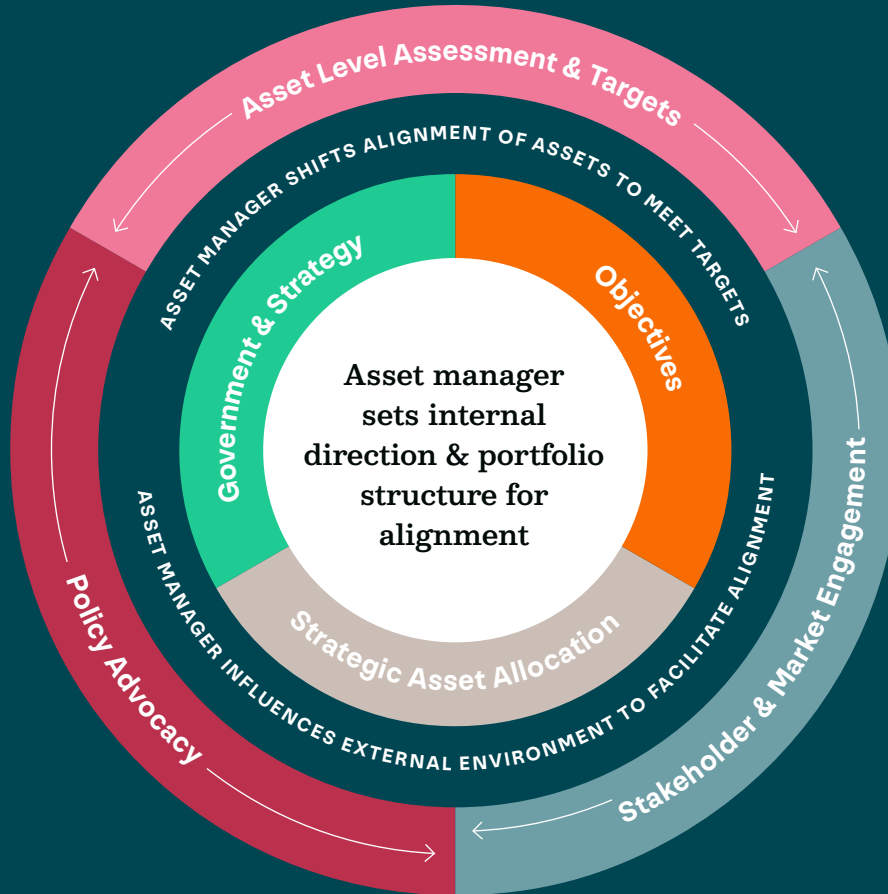 Asset Level Assessment & Targets
ASSET MANAGER SHIFTS ALIGNMENT OF ASSETS TO MEET TARGETS
Government & Strategy
Objectives
Asset manager
sets internal
direction & portfolio
structure for
alignment
Strategic Asset Allocation
ASSET MANAGER INFLUENCES EXTERNAL ENVIRONMENT TO FACILITATE ALIGNMENT
Policy Advocacy
Stakeholder & Market Engagement